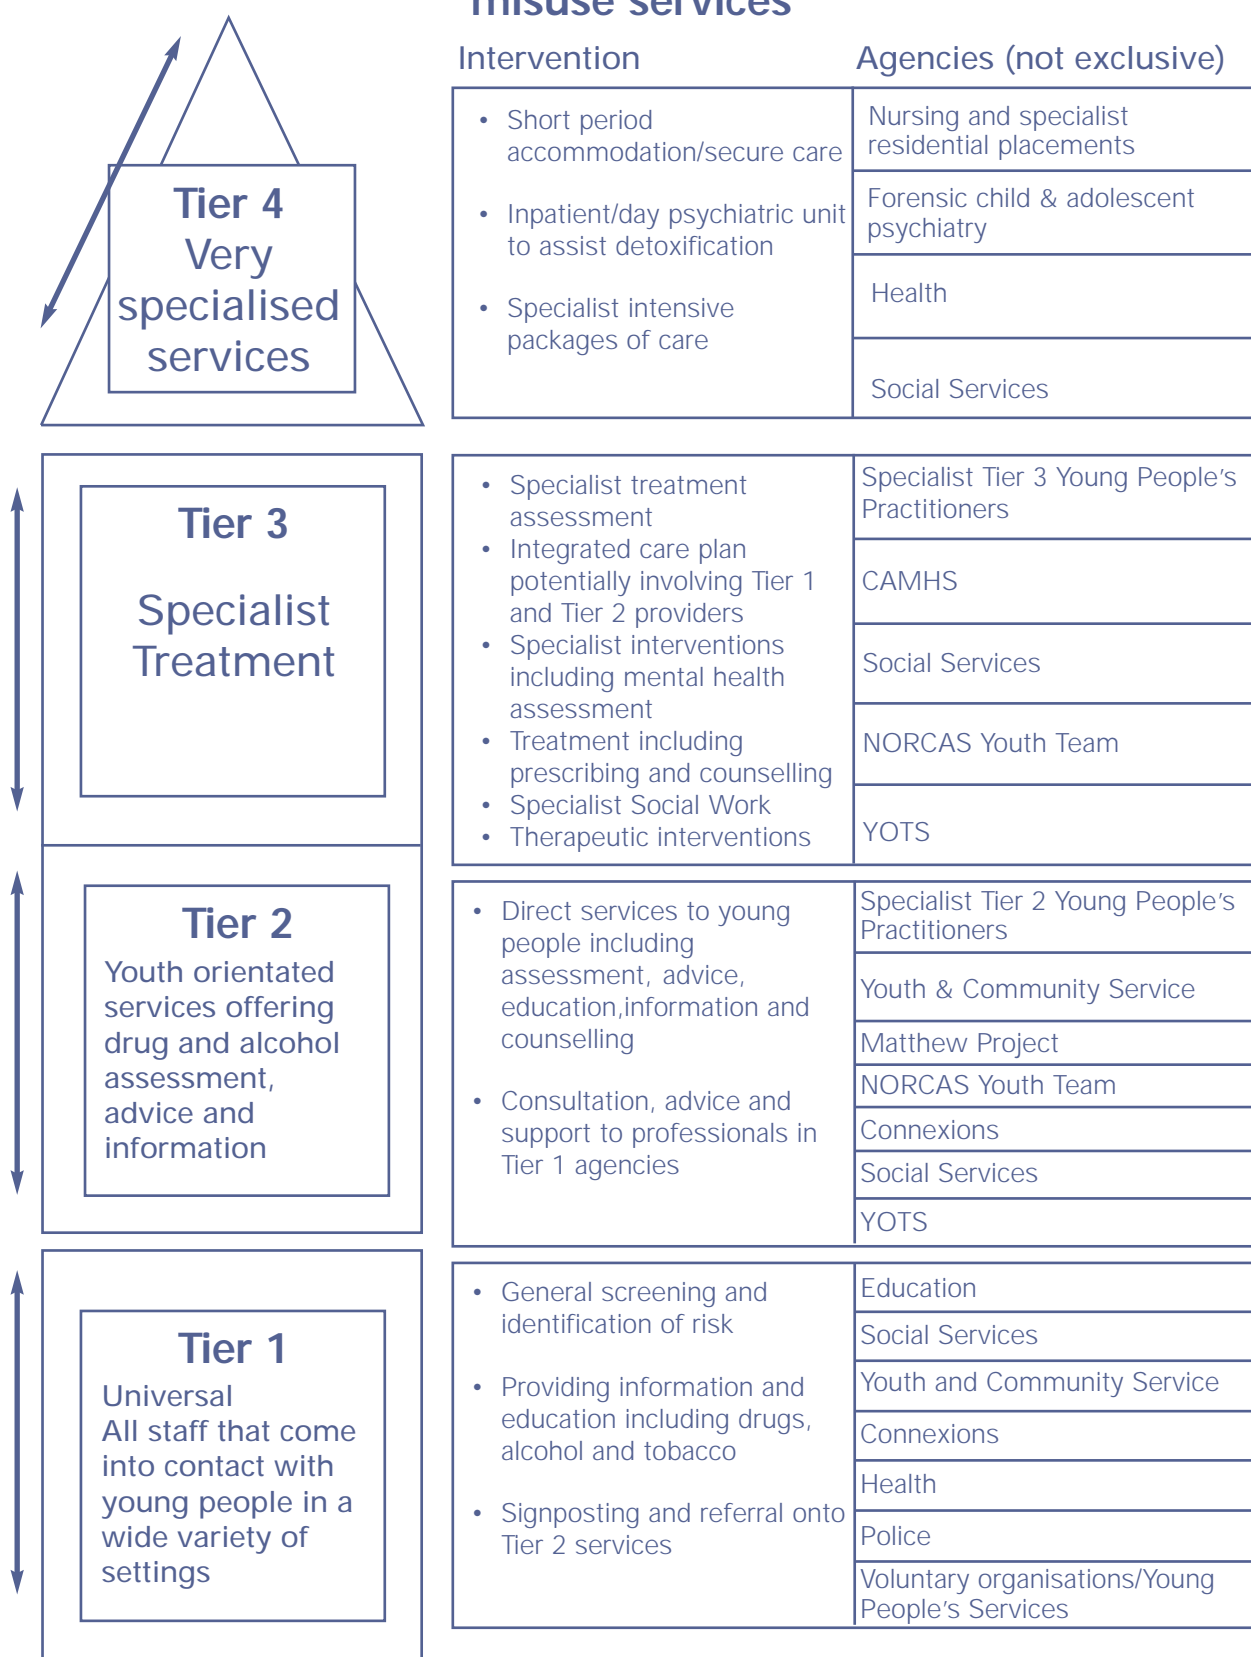 misuse services
Intervention
Agencies (not exclusive)
Tier 4
Very
specialised
services
• Short period
accommodation/secure care
• Inpatient/day psychiatric unit
to assist detoxification
• Specialist intensive
packages of care
Nursing and specialist
residential placements
Forensic child & adolescent
psychiatry
Health
Social Services
Tier 3
Specialist
Treatment
• Specialist treatment
assessment
• Integrated care plan
potentially involving Tier 1
and Tier 2 providers
• Specialist interventions
including mental health
assessment
• Treatment including
prescribing and counselling
• Specialist Social Work
• Therapeutic interventions
Specialist Tier 3 Young People's
Practitioners
CAMHS
Social Services
NORCAS Youth Team
YOTS
Tier 2
Youth orientated
services offering
drug and alcohol
assessment,
advice and
information
• Direct services to young
people including
assessment, advice,
education,information and
counselling
• Consultation, advice and
support to professionals in
Tier 1 agencies
Specialist Tier 2 Young People's
Practitioners
Youth & Community Service
Matthew Project
NORCAS Youth Team
Connexions
Social Services
YOTS
Tier 1
Universal
All staff that come
into contact with
young people in a
wide variety of
settings
• General screening and
identification of risk
• Providing information and
education including drugs,
alcohol and tobacco
• Signposting and referral onto
Tier 2 services
Education
Social Services
Youth and Community Service
Connexions
Health
Police
Voluntary organisations/Young
People's Services